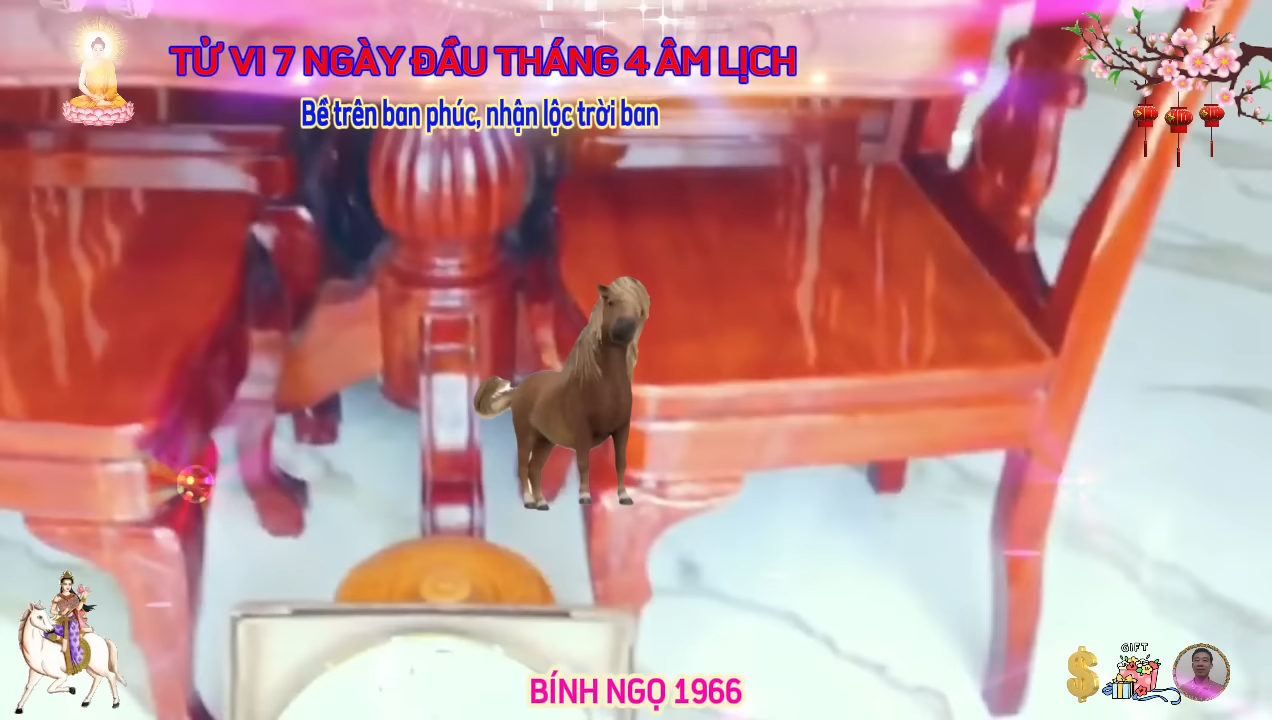 TỬ VI 7 NGÀY ĐẦU THÁNG 4 ÂM LỊCH
Bề trên ban phúc, nhận lộc trời ban
GIFT
BÍNH NGỌ 1966